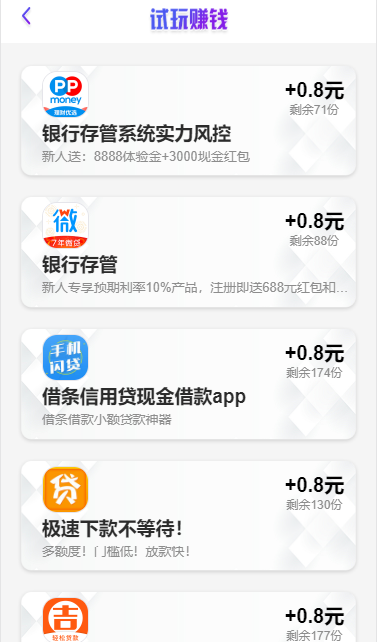 试玩赚钱
PP
money
理财优选
+0.8元
剩余71份
银行存管系统实力风控
新人送：8888体验金+3000现金红包
微
7年微贷
+0.8元
剩余88份
银行存管
新人专享预期利率10%产品，注册即送688元红包和...
手机
闪贷
+0.8元
剩余174份
借条信用贷现金借款app
借条借款小额贷款神器
贷
+0.8元
剩余130份
极速下款不等待！
多额度！门槛低！放款快！
吉
轻松贷款
+0.8元
剩余177份